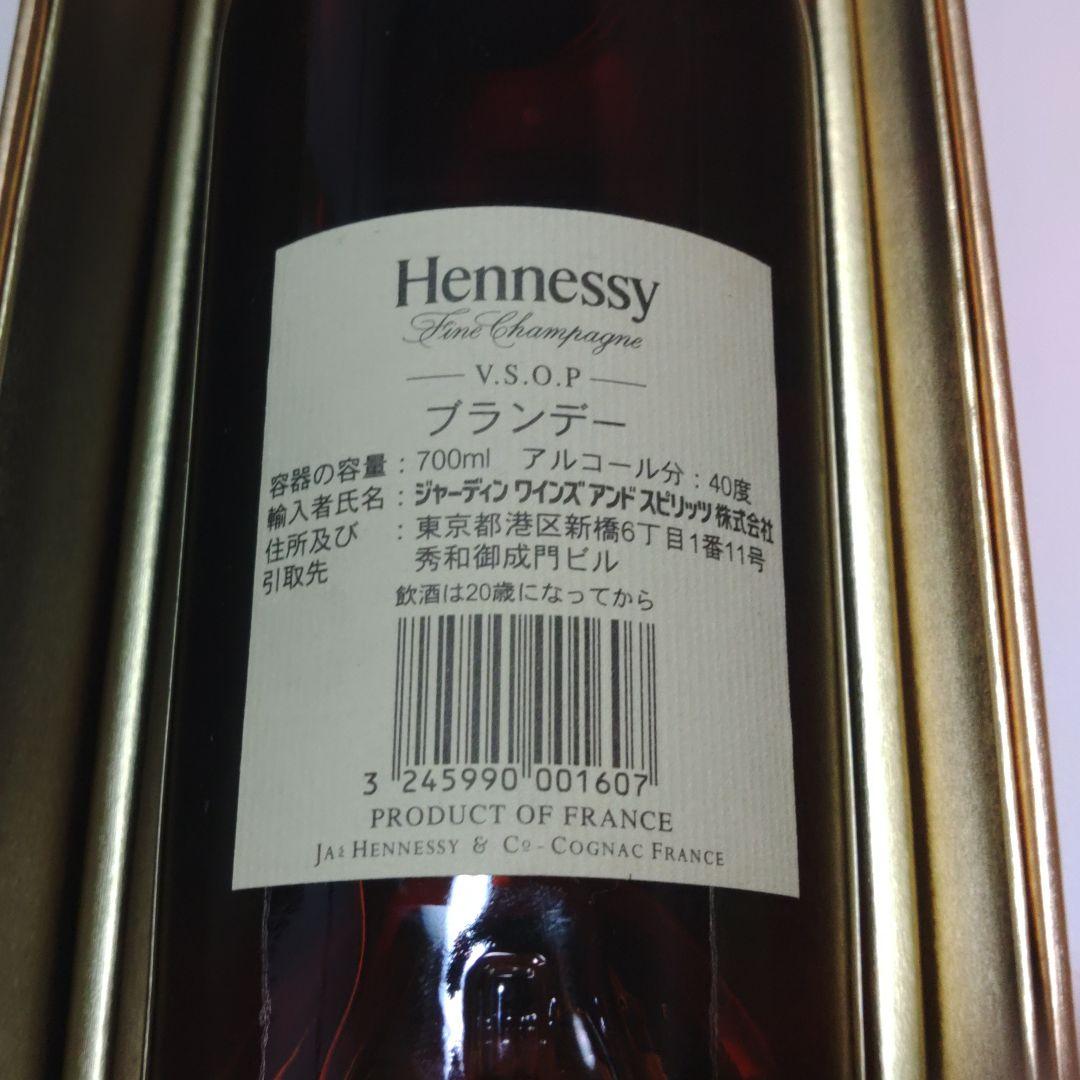 Hennessy
Fine Champagne
V.S.O.P
ブランデー
容器の容量：700ml アルコール分：40度
輸入者氏名：ジャーディン ワインズ アンド スピリッツ 株式会社
住所及び：東京都港区新橋6丁目1番11号
引取先 秀和御成門ビル
飲酒は20歳になってから
3 245990 001607
PRODUCT OF FRANCE
JAs HENNESSY & Co - COGNAC FRANCE